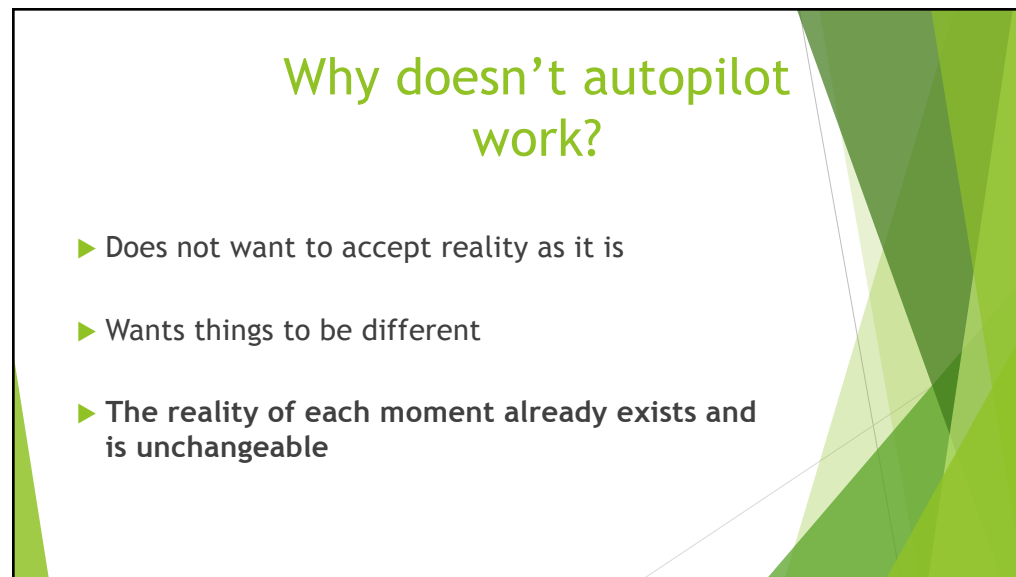 Why doesn’t autopilot
work?
Does not want to accept reality as it is
Wants things to be different
The reality of each moment already exists and
is unchangeable